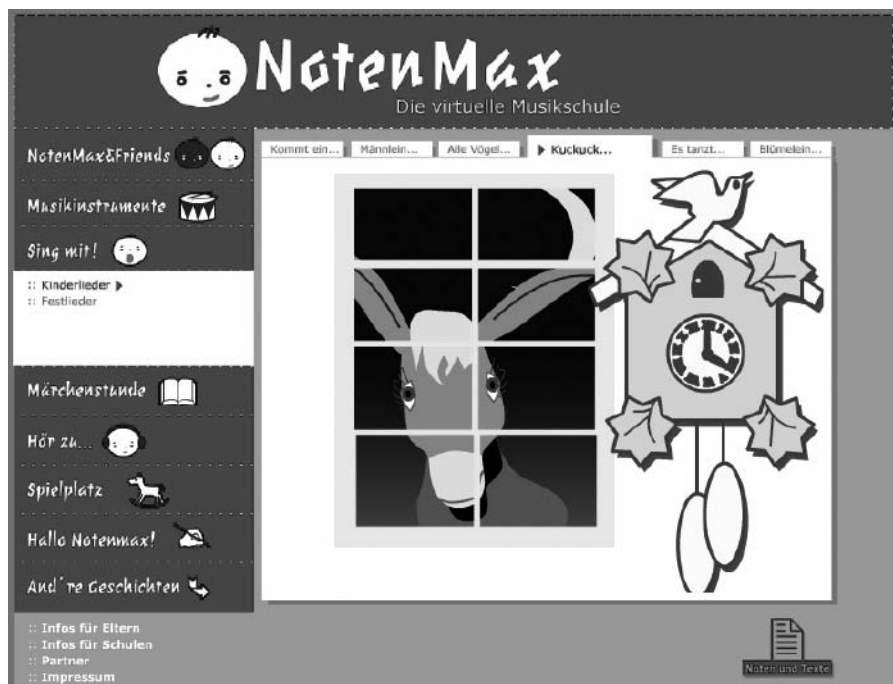 NotenMax
Die virtuelle Musikschule
NotenMax&Friends
Musikinstrumente
Sing mit!
:: Kinderlieder
:: Festlieder
Märchenstunde
Hör zu...
Spielplatz
Hallo Notenmax!
And´re Geschichten
:: Infos für Eltern
:: Infos für Schulen
:: Partner
:: Impressum
Kommt ein... Männlein... Alle Vögel... Kuckuck... Es tanzt... Blümelein...
Noten und Texte